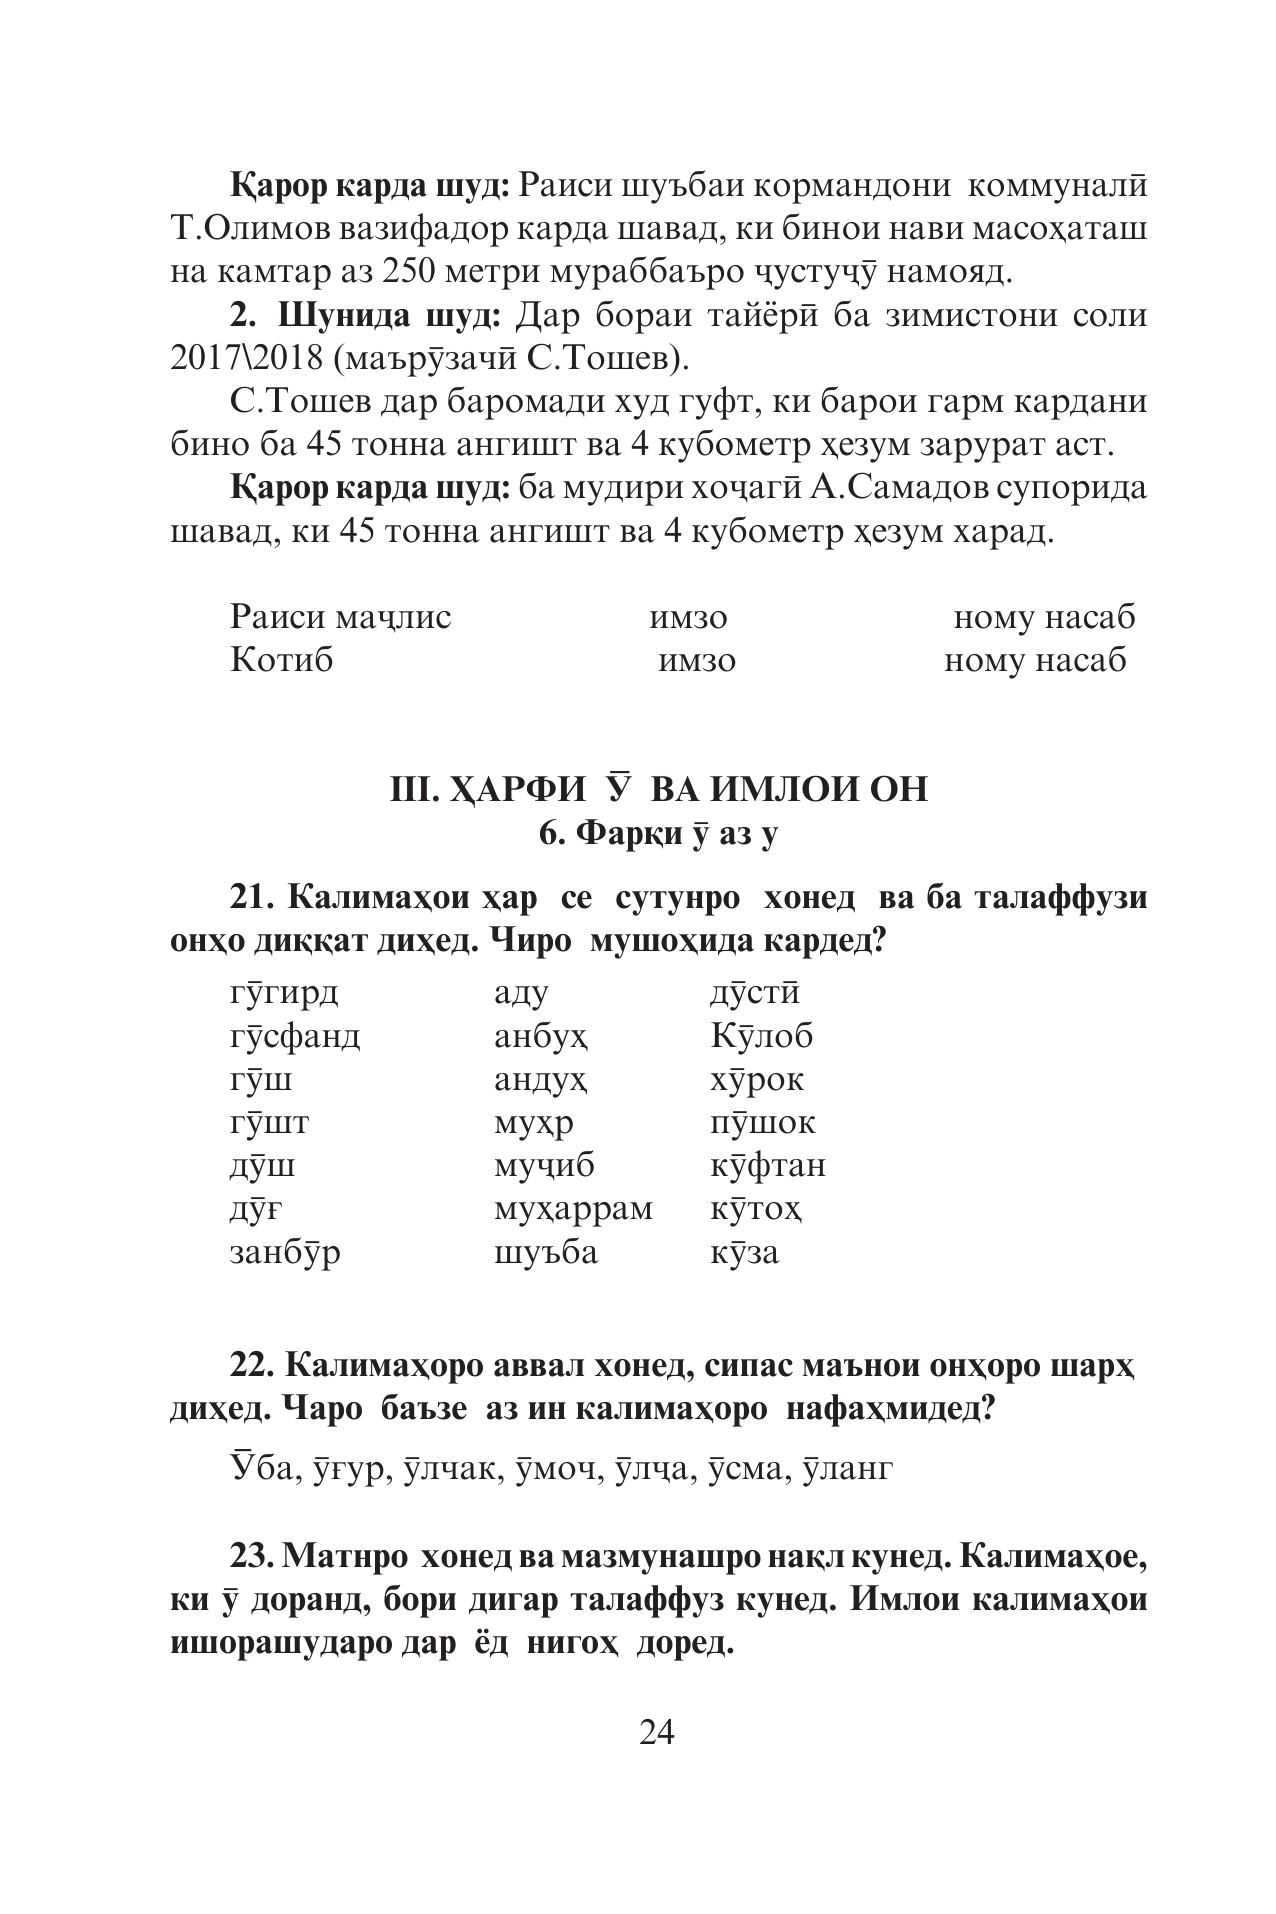 Қарор карда шуд: Раиси шуъбаи кормандони коммуналӣ
Т.Олимов вазифадор карда шавад, ки бинои нави масоҳаташ
на камтар аз 250 метри мураббаъро ҷустуҷӯ намояд.
2. Шунида шуд: Дар бораи тайёрӣ ба зимистони соли
2017\2018 (маърӯзачӣ С.Тошев).
С.Тошев дар баромади худ гуфт, ки барои гарм кардани
бино ба 45 тонна ангишт ва 4 кубометр ҳезум зарурат аст.
Қарор карда шуд: ба мудири хоҷагӣ А.Самадов супорида
шавад, ки 45 тонна ангишт ва 4 кубометр ҳезум харад.
Раиси маҷлис имзо ному насаб
Котиб имзо ному насаб
III. ҲАРФИ Ӯ ВА ИМЛОИ ОН
6. Фарқи ӯ аз у
21. Калимаҳои ҳар се сутунро хонед ва ба талаффузи
онҳо диққат диҳед. Чиро мушоҳида кардед?
гӯгирд аду дӯстӣ
гӯсфанд анбуҳ Кӯлоб
гӯш андуҳ хӯрок
гӯшт муҳр пӯшок
дӯш муҷиб кӯфтан
дӯғ муҳаррам кӯтоҳ
занбӯр шуъба кӯза
22. Калимаҳоро аввал хонед, сипас маънои онҳоро шарҳ
диҳед. Чаро баъзе аз ин калимаҳоро нафаҳмидед?
Ӯба, ӯғур, ӯлчак, ӯмоч, ӯлҷа, ӯсма, ӯланг
23. Матнро хонед ва мазмунашро нақл кунед. Калимаҳое,
ки ӯ доранд, бори дигар талаффуз кунед. Имлои калимаҳои
ишорашударо дар ёд нигоҳ доред.
24